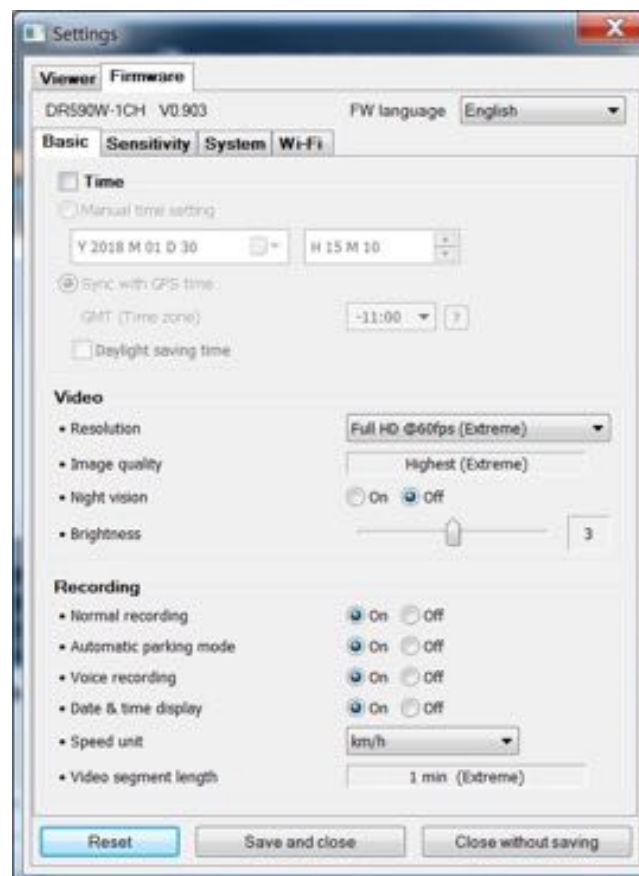 Settings
Viewer Firmware
DR590W-1CH V0.903 FW language English
Basic Sensitivity System Wi-Fi
Time
Manual time setting
Y 2018 M 01 D 30 H 15 M 10
Sync with GPS time
GMT (Time zone) -11:00 ?
Daylight saving time
Video
• Resolution Full HD @60fps (Extreme)
• Image quality Highest (Extreme)
• Night vision On Off
• Brightness 3
Recording
• Normal recording On Off
• Automatic parking mode On Off
• Voice recording On Off
• Date & time display On Off
• Speed unit km/h
• Video segment length 1 min (Extreme)
Reset Save and close Close without saving